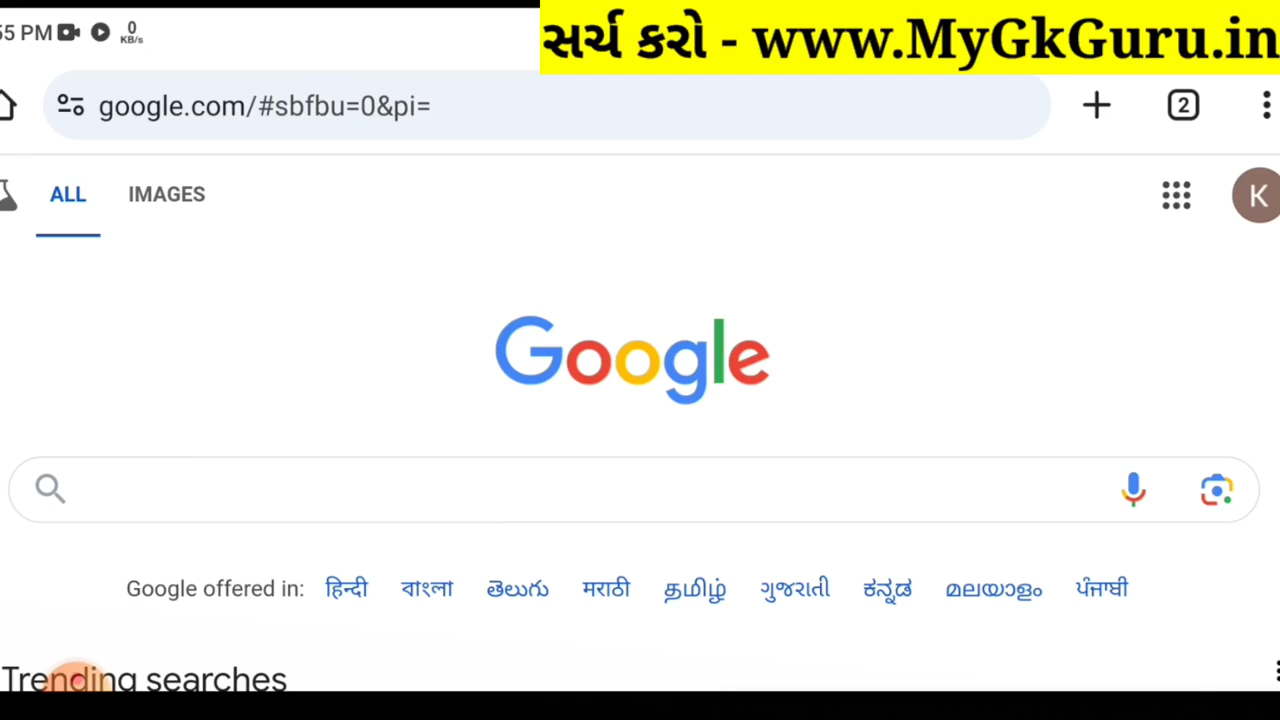 55 PM 0 KB/s
સર્ચ કરો - www.MyGkGuru.in
google.com/#sbfbu=0&pi=
2
ALL IMAGES
K
Google
Google offered in: हिन्दी বাংলা తెలుగు मराठी தமிழ் ગુજરાતી ಕನ್ನಡ മലയാളം ਪੰਜਾਬੀ
Trending searches